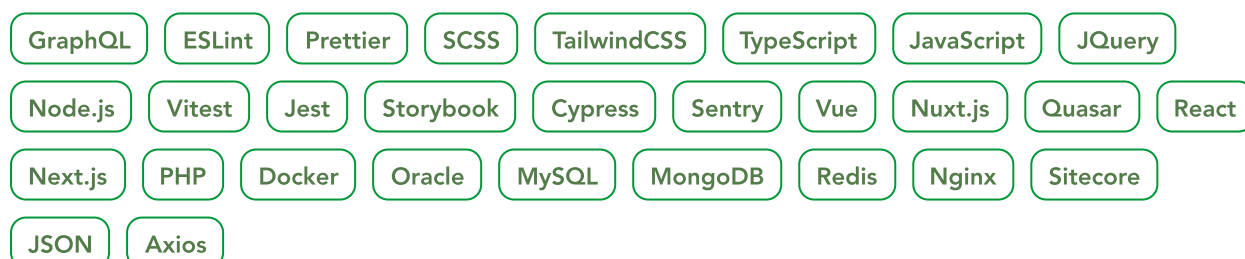 GraphQL ESLint Prettier SCSS TailwindCSS TypeScript JavaScript JQuery
Node.js Vitest Jest Storybook Cypress Sentry Vue Nuxt.js Quasar React
Next.js PHP Docker Oracle MySQL MongoDB Redis Nginx Sitecore
JSON Axios